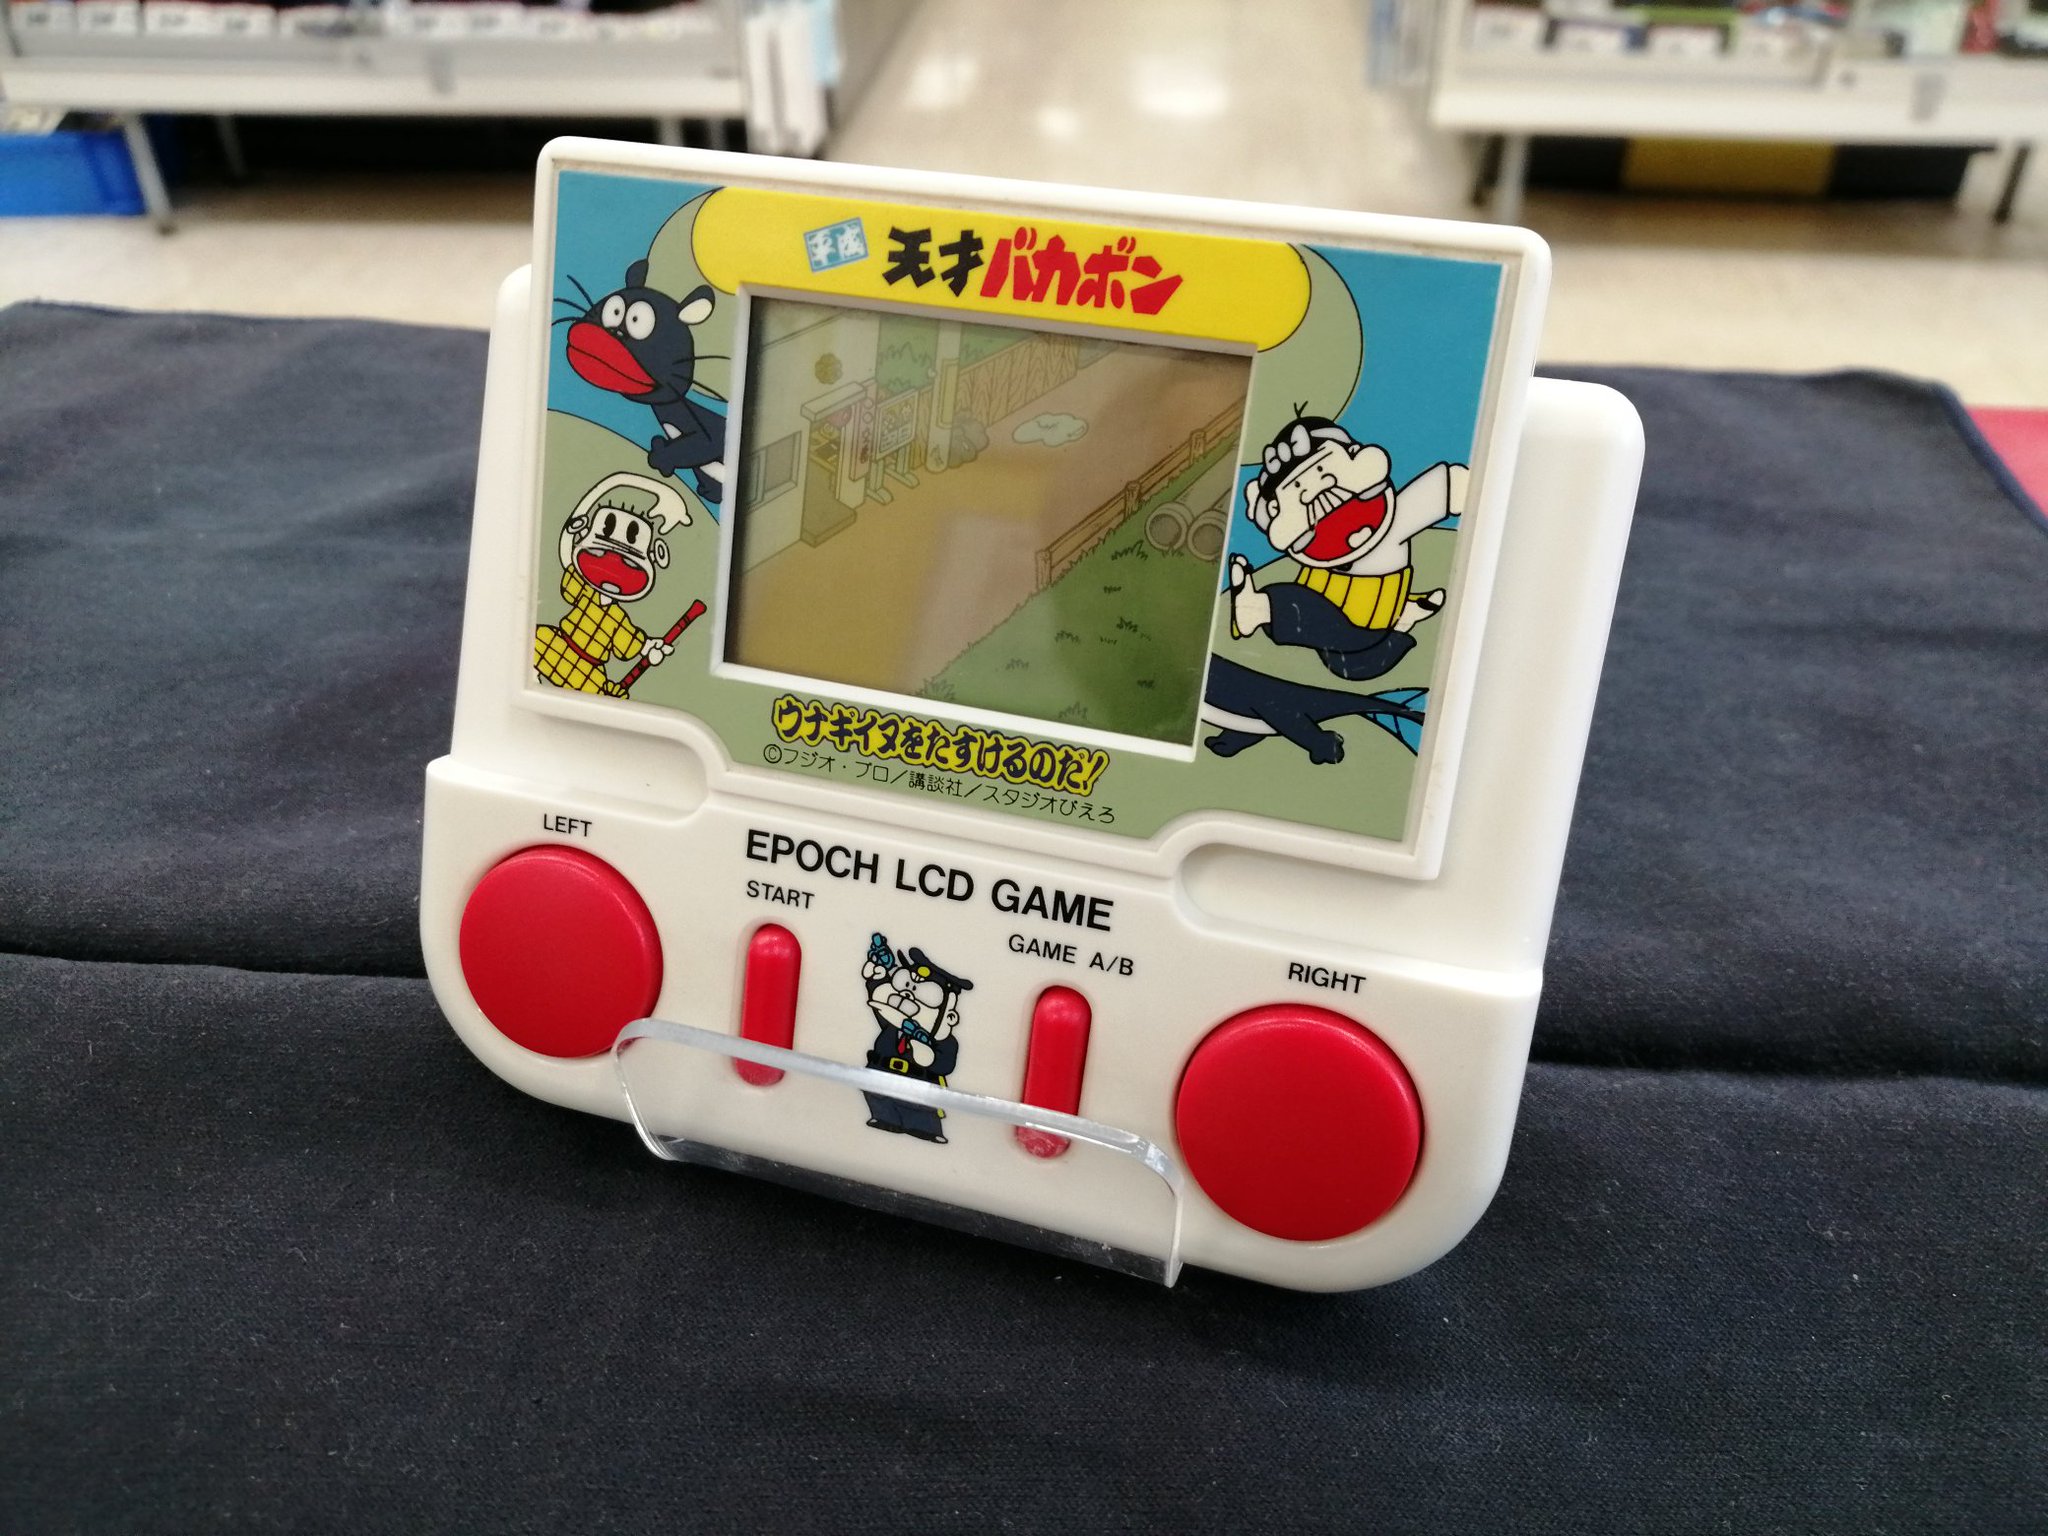 平成 天才バカボン
ウナギイヌをたすけるのだ!
©フジオ・プロ/講談社/スタジオぴえろ
EPOCH LCD GAME
LEFT
START
GAME A/B
RIGHT